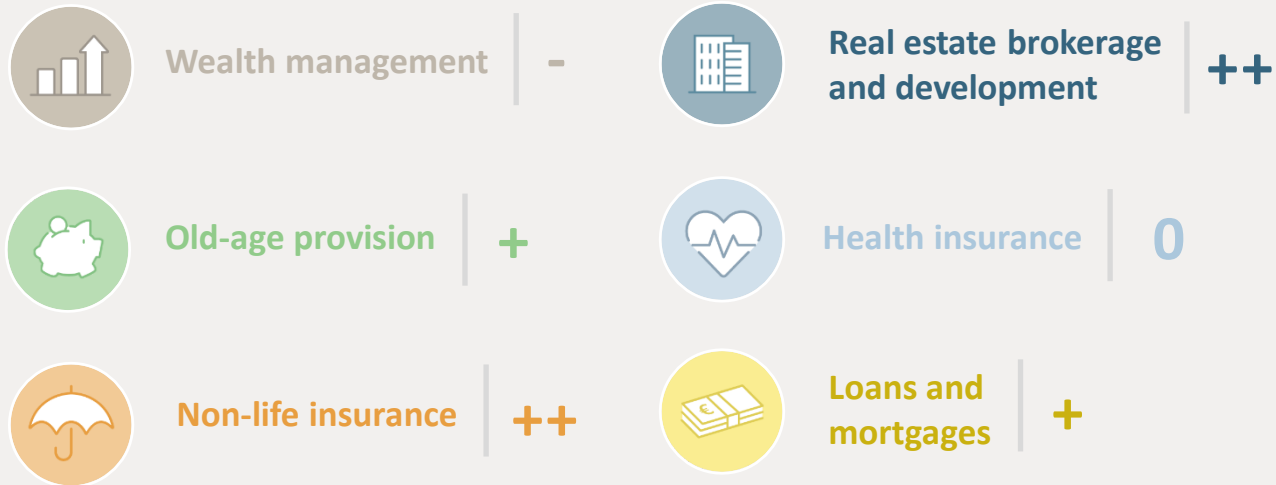 Wealth management -
Real estate brokerage
and development ++
Old-age provision +
Health insurance 0
Non-life insurance ++
€
Loans and
mortgages +